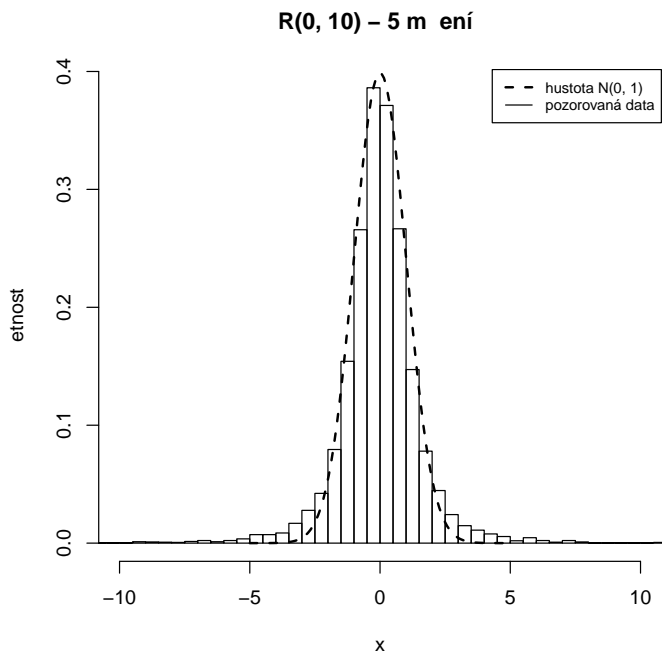 R(0, 10) – 5 m ení
hustota N(0, 1)
pozorovaná data
etnost
0.4
0.3
0.2
0.1
0.0
−10
−5
0
5
10
x